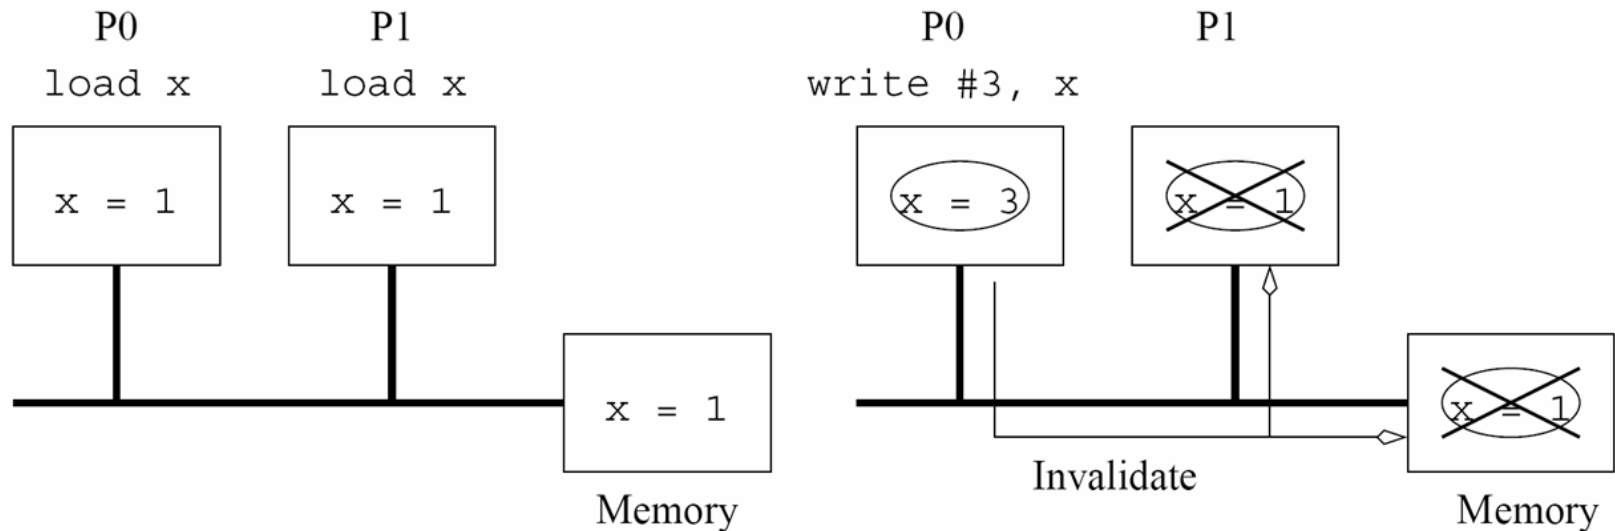 P0
P1
load x
load x
x = 1
x = 1
x = 1
Memory
P0
P1
write #3, x
x = 3
x = 1
x = 1
Invalidate
Memory